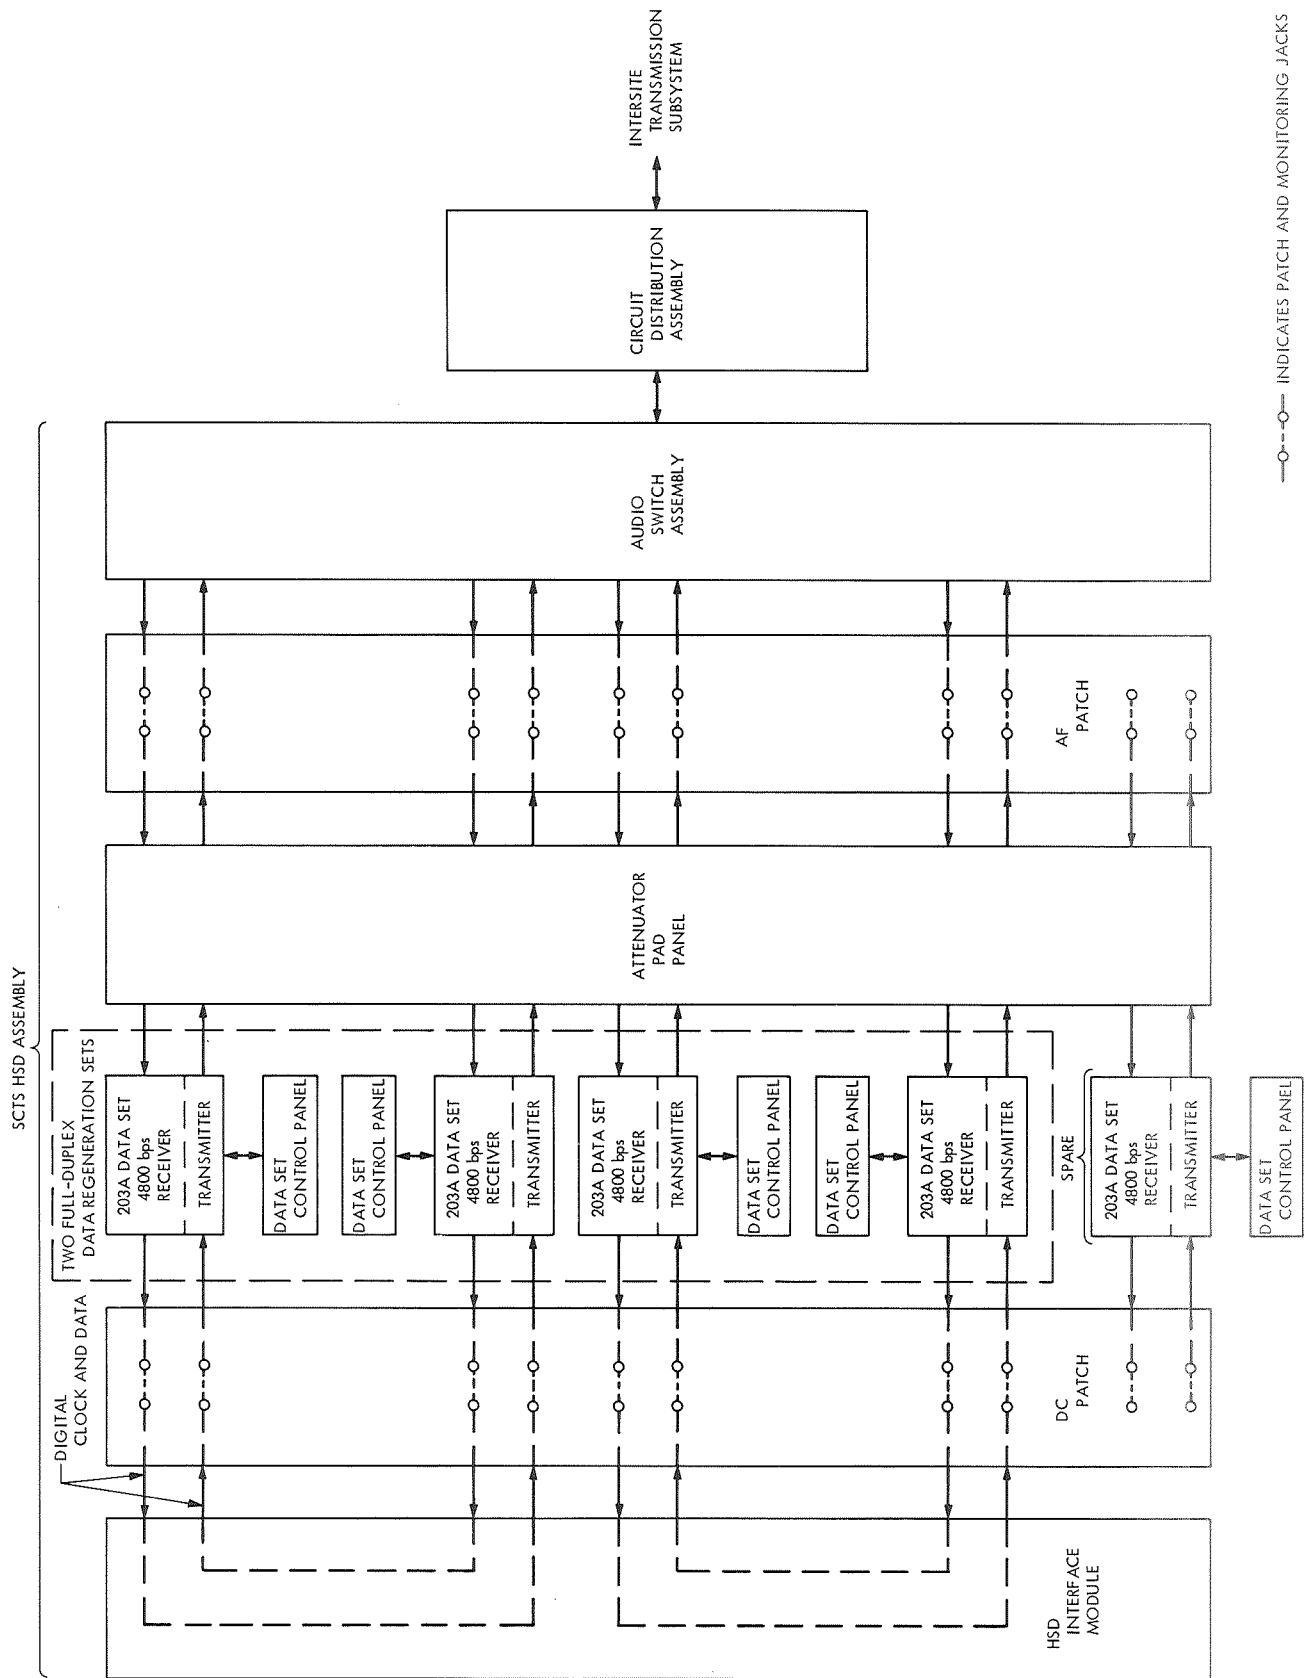 SCTS HSD ASSEMBLY
DIGITAL
CLOCK AND DATA
TWO FULL-DUPLEX
DATA REGENERATION SETS
203A DATA SET
4800 bps
RECEIVER
TRANSMITTER
DATA SET
CONTROL PANEL
DATA SET
CONTROL PANEL
203A DATA SET
4800 bps
RECEIVER
TRANSMITTER
203A DATA SET
4800 bps
RECEIVER
TRANSMITTER
DATA SET
CONTROL PANEL
DATA SET
CONTROL PANEL
203A DATA SET
4800 bps
RECEIVER
TRANSMITTER
SPARE
203A DATA SET
4800 bps
RECEIVER
TRANSMITTER
DATA SET
CONTROL PANEL
HSD
INTERFACE
MODULE
DC
PATCH
ATTENUATOR
PAD
PANEL
AF
PATCH
AUDIO
SWITCH
ASSEMBLY
CIRCUIT
DISTRIBUTION
ASSEMBLY
INTERSITE
TRANSMISSION
SUBSYSTEM
INDICATES PATCH AND MONITORING JACKS